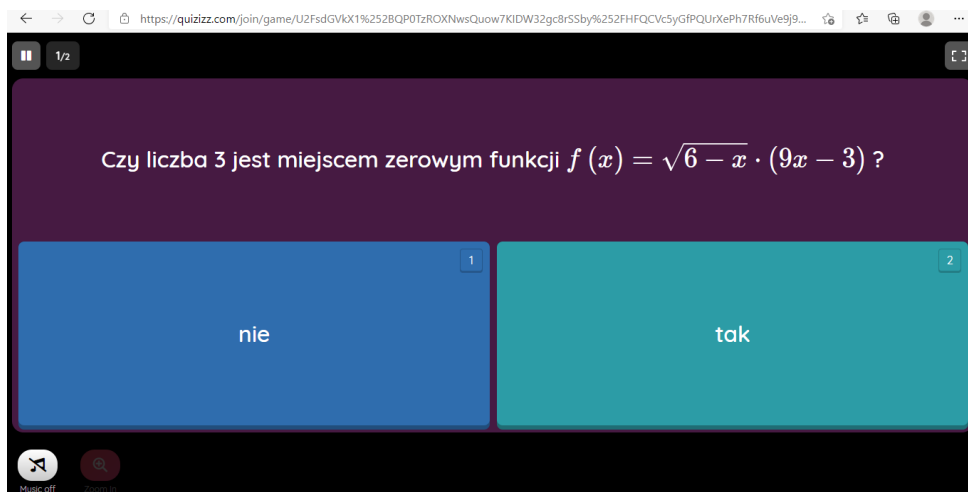 https://quizizz.com/join/game/U2FsdGVkX1%252BQP0TzROXNwsQuow7KIDW32gc8rSSby%252FHFQCVc5yGfPQUrXePh7Rf6uVe9j9...
1/2
Czy liczba 3 jest miejscem zerowym funkcji f (x) = √6 − x · (9x − 3) ?
1
nie
2
tak
Music off
Zoom in